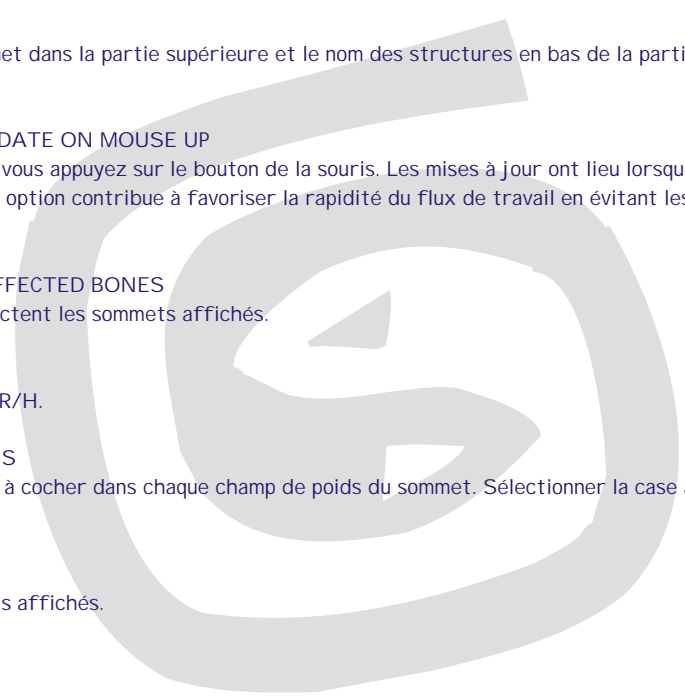 et dans la partie supérieure et le nom des structures en bas de la parti
DATE ON MOUSE UP
vous appuyez sur le bouton de la souris. Les mises à jour ont lieu lorsqu
option contribue à favoriser la rapidité du flux de travail en évitant les
FFECTED BONES
ctent les sommets affichés.
R/H.
S
à cocher dans chaque champ de poids du sommet. Sélectionner la case
s affichés.